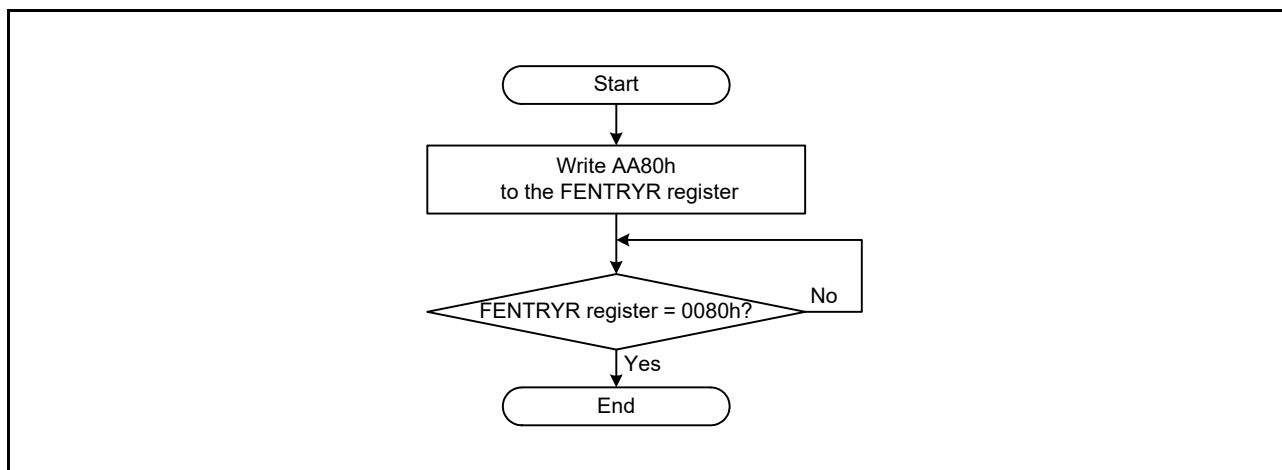 Start
Write AA80h
to the FENTRYR register
FENTRYR register = 0080h?
No
Yes
End